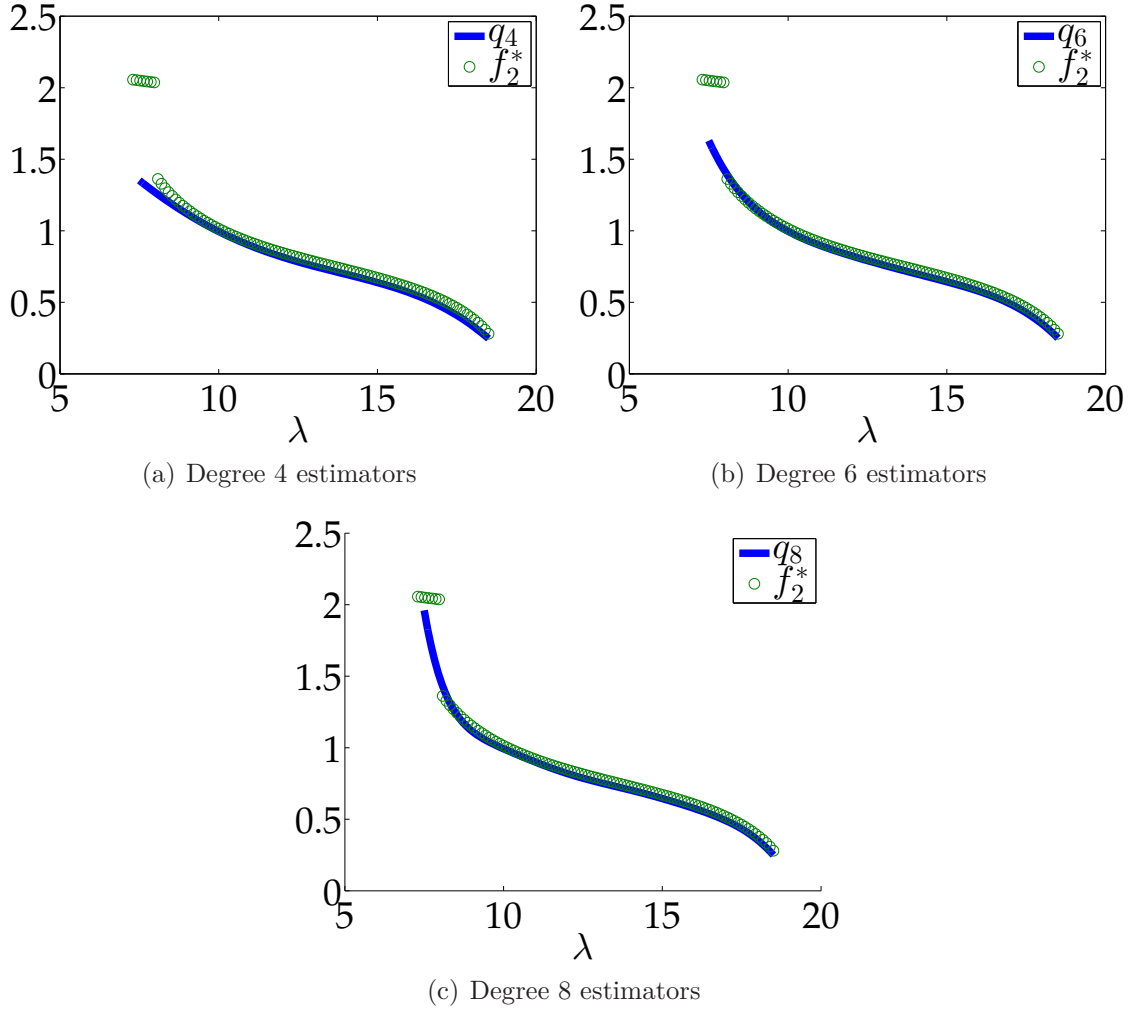 2.5
2
1.5
1
0.5
0
5 10 15 20
λ
q₄
f₂*
(a) Degree 4 estimators
2.5
2
1.5
1
0.5
0
5 10 15 20
λ
q₆
f₂*
(b) Degree 6 estimators
2.5
2
1.5
1
0.5
0
5 10 15 20
λ
q₈
f₂*
(c) Degree 8 estimators